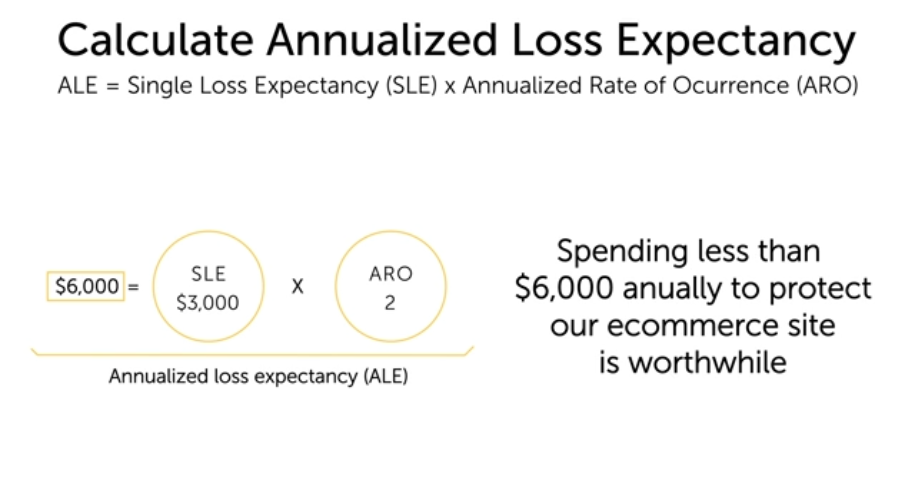 Calculate Annualized Loss Expectancy
ALE = Single Loss Expectancy (SLE) x Annualized Rate of Ocurrence (ARO)
$6,000 =
SLE
$3,000
X
ARO
2
Annualized loss expectancy (ALE)
Spending less than
$6,000 anually to protect
our ecommerce site
is worthwhile